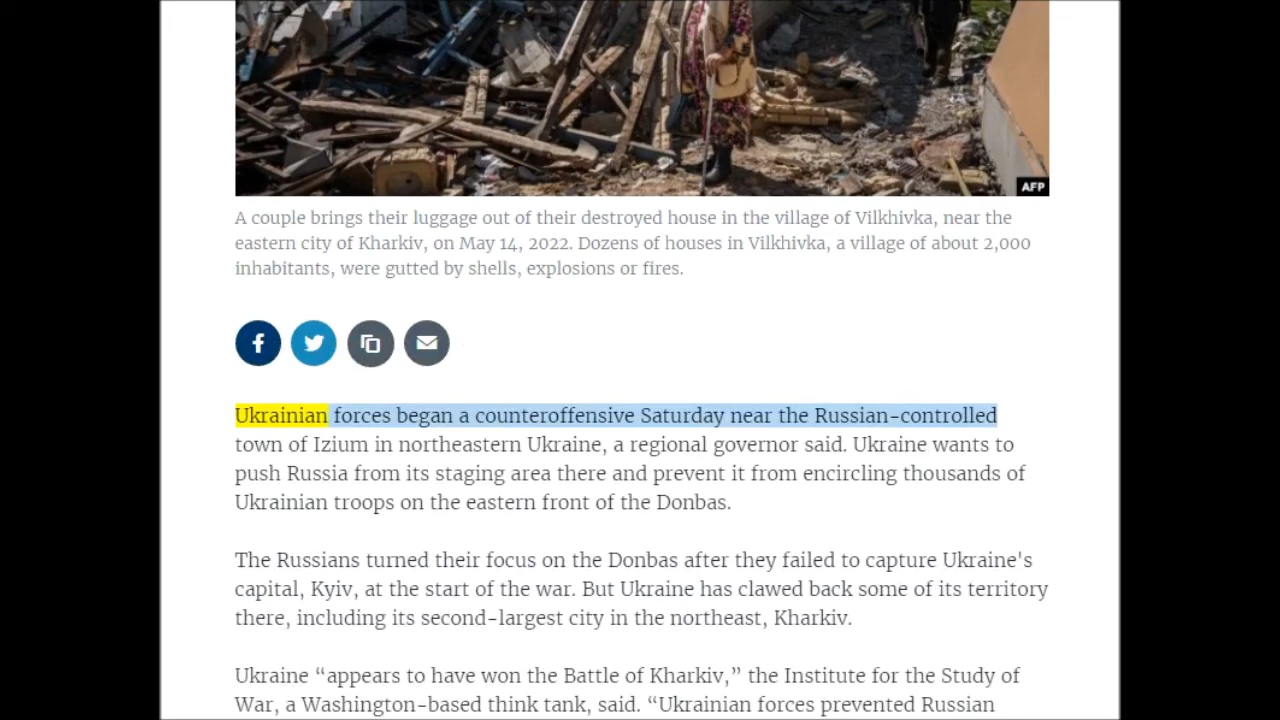 AFP
A couple brings their luggage out of their destroyed house in the village of Vilkhivka, near the
eastern city of Kharkiv, on May 14, 2022. Dozens of houses in Vilkhivka, a village of about 2,000
inhabitants, were gutted by shells, explosions or fires.
Ukrainian forces began a counteroffensive Saturday near the Russian-controlled
town of Izium in northeastern Ukraine, a regional governor said. Ukraine wants to
push Russia from its staging area there and prevent it from encircling thousands of
Ukrainian troops on the eastern front of the Donbas.
The Russians turned their focus on the Donbas after they failed to capture Ukraine's
capital, Kyiv, at the start of the war. But Ukraine has clawed back some of its territory
there, including its second-largest city in the northeast, Kharkiv.
Ukraine “appears to have won the Battle of Kharkiv,” the Institute for the Study of
War, a Washington-based think tank, said. “Ukrainian forces prevented Russian